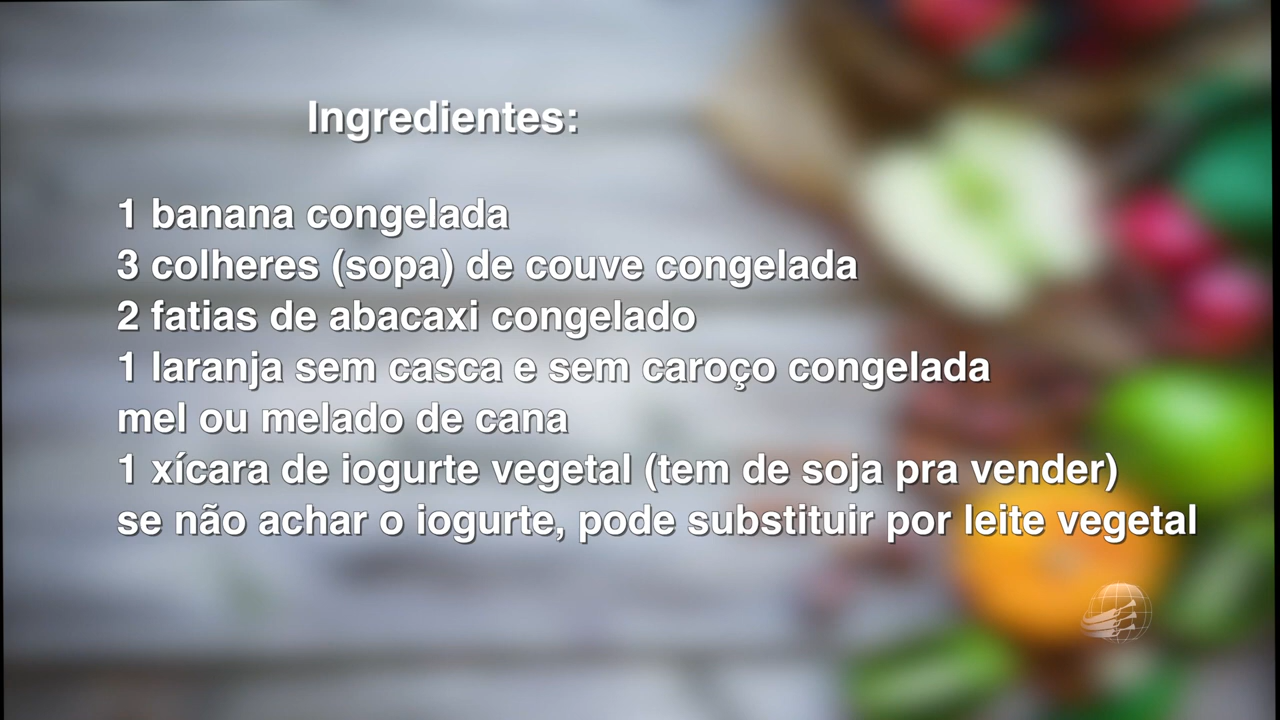 Ingredientes:
1 banana congelada
3 colheres (sopa) de couve congelada
2 fatias de abacaxi congelado
1 laranja sem casca e sem caroço congelada
mel ou melado de cana
1 xícara de iogurte vegetal (tem de soja pra vender)
se não achar o iogurte, pode substituir por leite vegetal